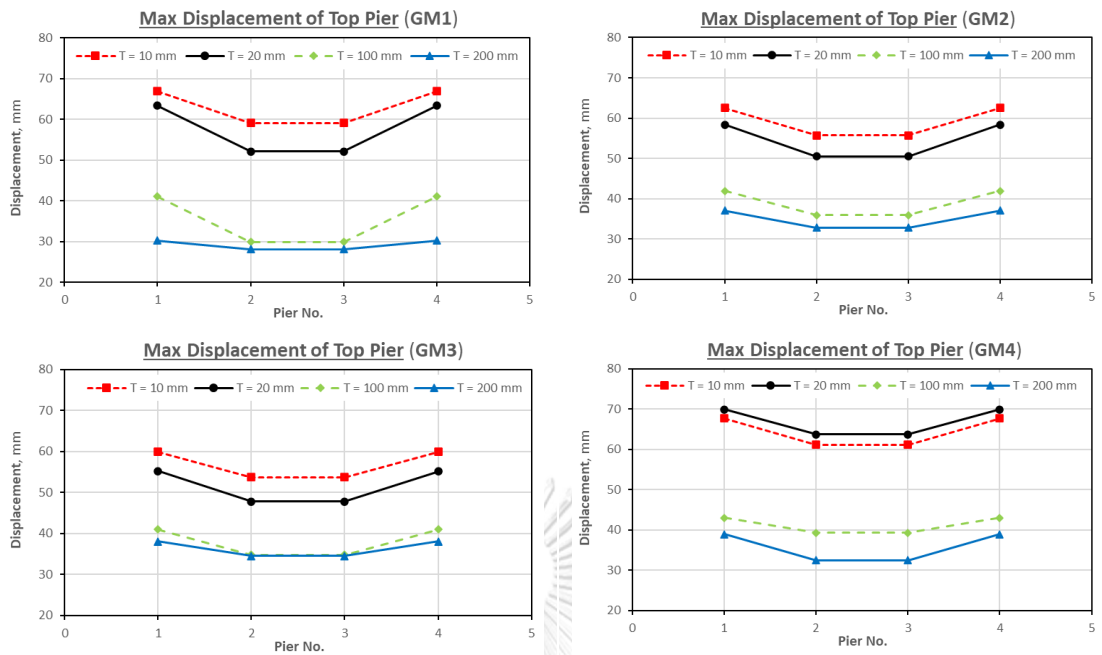 Max Displacement of Top Pier (GM1)
80
70
60
50
40
30
20
T = 10 mm T = 20 mm T = 100 mm T = 200 mm
Displacement, mm
0 1 2 3 4 5
Pier No.
Max Displacement of Top Pier (GM2)
80
70
60
50
40
30
20
T = 10 mm T = 20 mm T = 100 mm T = 200 mm
Displacement, mm
0 1 2 3 4 5
Pier No.
Max Displacement of Top Pier (GM3)
80
70
60
50
40
30
20
T = 10 mm T = 20 mm T = 100 mm T = 200 mm
Displacement, mm
0 1 2 3 4 5
Pier No.
Max Displacement of Top Pier (GM4)
80
70
60
50
40
30
20
T = 10 mm T = 20 mm T = 100 mm T = 200 mm
Displacement, mm
0 1 2 3 4 5
Pier No.